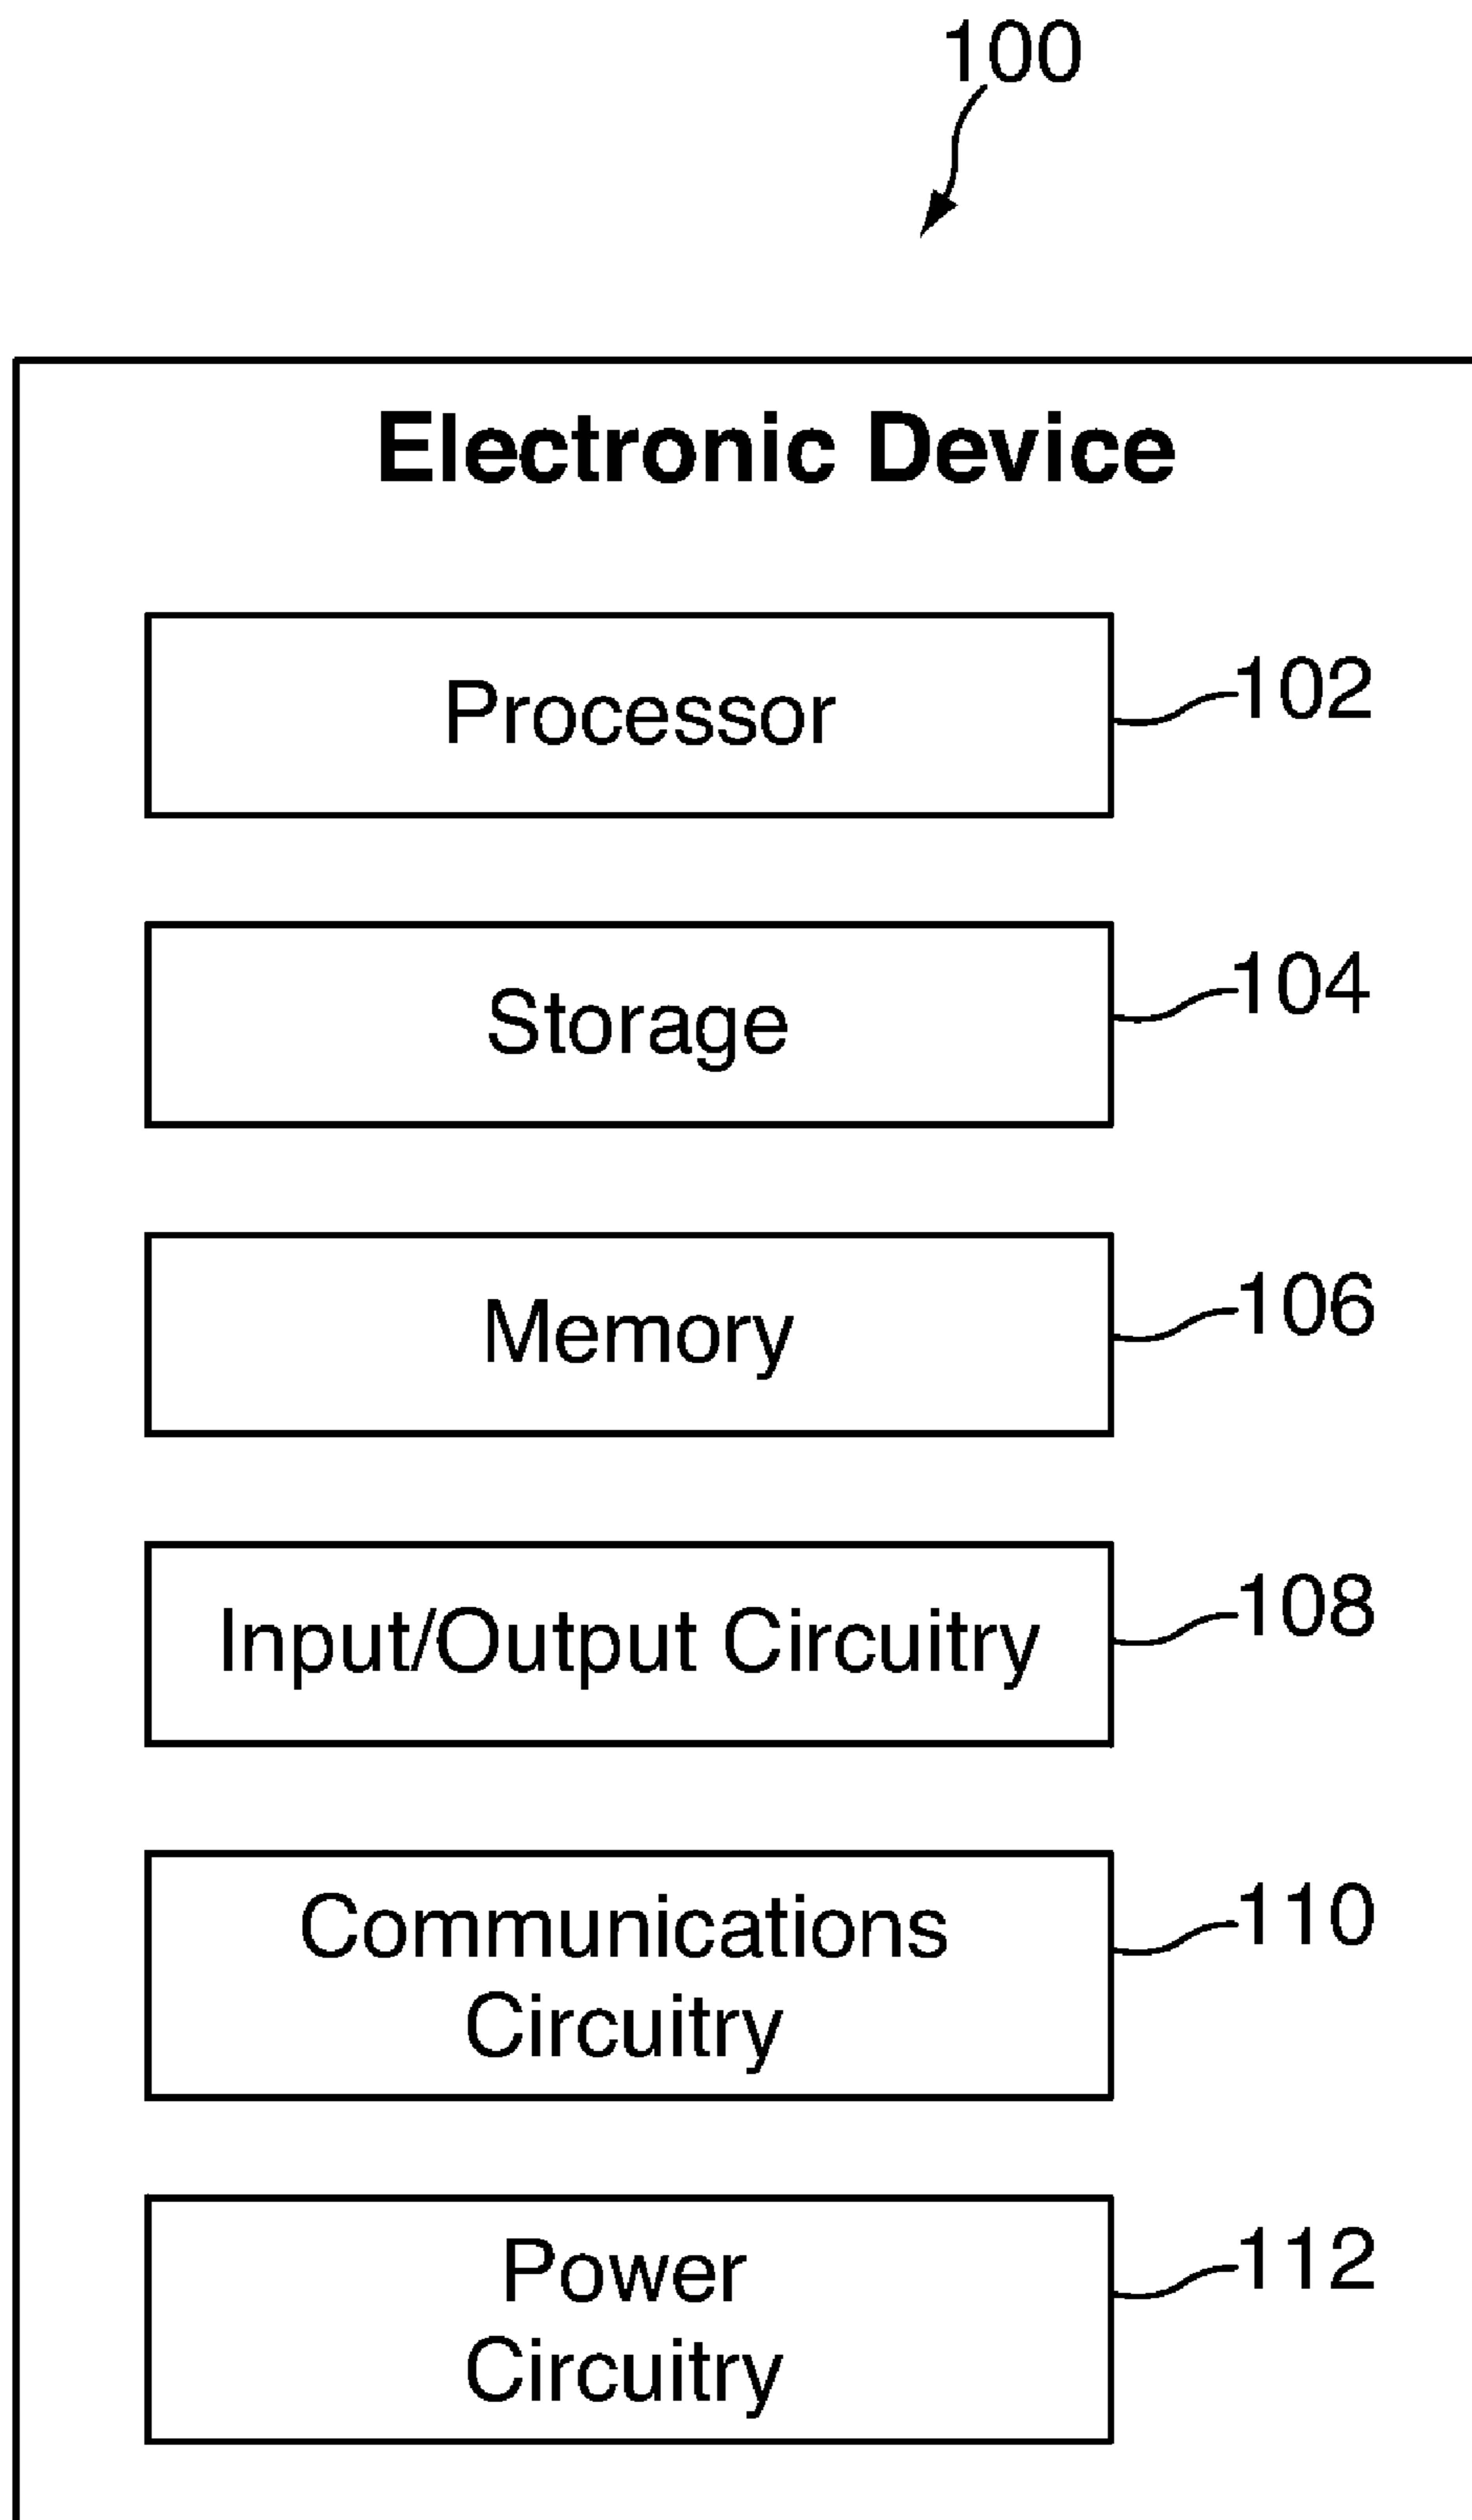 100
Electronic Device
Processor
102
Storage
104
Memory
106
Input/Output Circuitry
108
Communications
Circuitry
110
Power
Circuitry
112